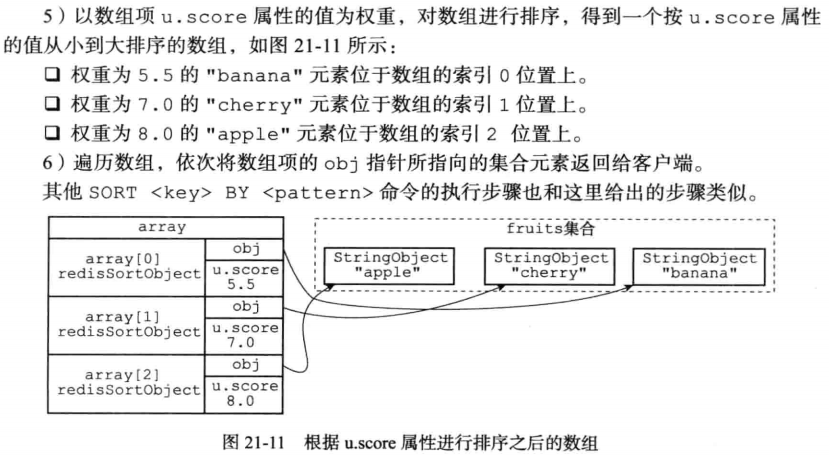 5）以数组项 u.score 属性的值为权重，对数组进行排序，得到一个按 u.score 属性
的值从小到大排序的数组，如图 21-11 所示：
❑ 权重为 5.5 的 "banana" 元素位于数组的索引 0 位置上。
❑ 权重为 7.0 的 "cherry" 元素位于数组的索引 1 位置上。
❑ 权重为 8.0 的 "apple" 元素位于数组的索引 2 位置上。
6）遍历数组，依次将数组项的 obj 指针所指向的集合元素返回给客户端。
其他 SORT <key> BY <pattern> 命令的执行步骤也和这里给出的步骤类似。
array
array[0]
redisSortObject
obj
u.score
5.5
array[1]
redisSortObject
obj
u.score
7.0
array[2]
redisSortObject
obj
u.score
8.0
fruits集合
StringObject
"apple"
StringObject
"cherry"
StringObject
"banana"
图 21-11 根据 u.score 属性进行排序之后的数组